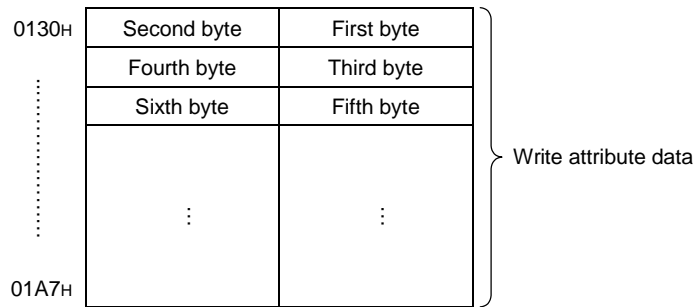 0130H Second byte First byte
Fourth byte Third byte
Sixth byte Fifth byte
Write attribute data
⋮ ⋮
01A7H